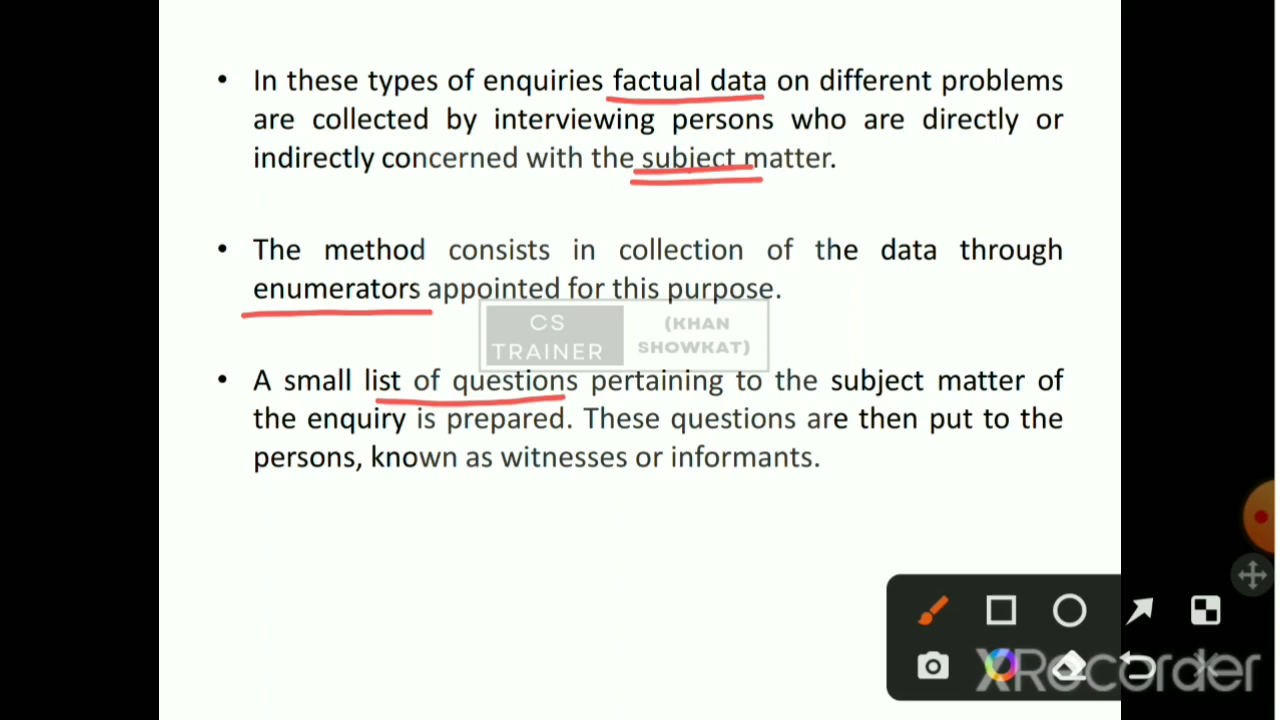 • In these types of enquiries factual data on different problems
are collected by interviewing persons who are directly or
indirectly concerned with the subject matter.
• The method consists in collection of the data through
enumerators appointed for this purpose.
CS
TRAINER
(KHAN
SHOWKAT)
• A small list of questions pertaining to the subject matter of
the enquiry is prepared. These questions are then put to the
persons, known as witnesses or informants.
XRecorder